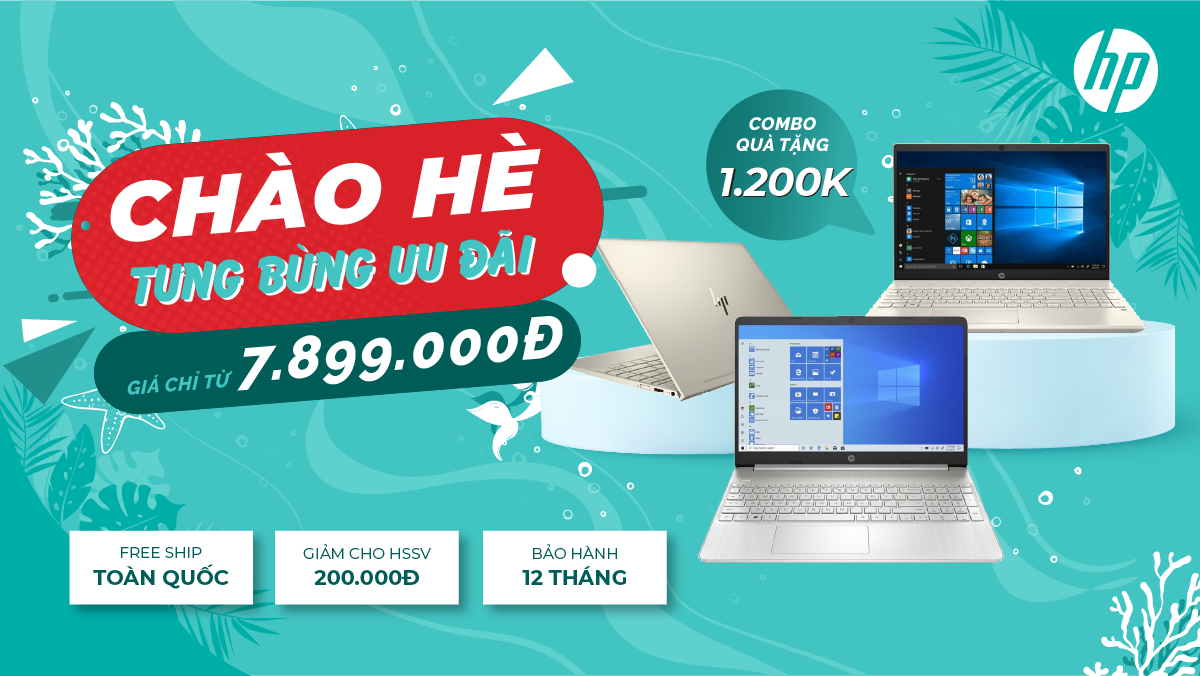 hp
COMBO
QUÀ TẶNG
1.200K
CHÀO HÈ
TƯNG BỪNG ƯU ĐÃI
GIÁ CHỈ TỪ 7.899.000Đ
FREE SHIP
TOÀN QUỐC
GIẢM CHO HSSV
200.000Đ
BẢO HÀNH
12 THÁNG